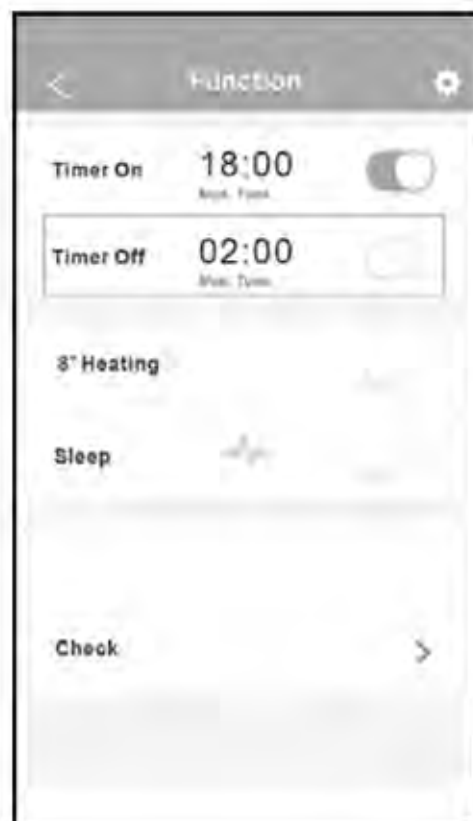 Function
Timer On 18:00
Timer Off 02:00
8° Heating
Sleep
Check